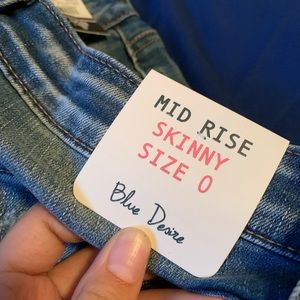 MID RISE
SKINNY
SIZE 0
Blue Desire